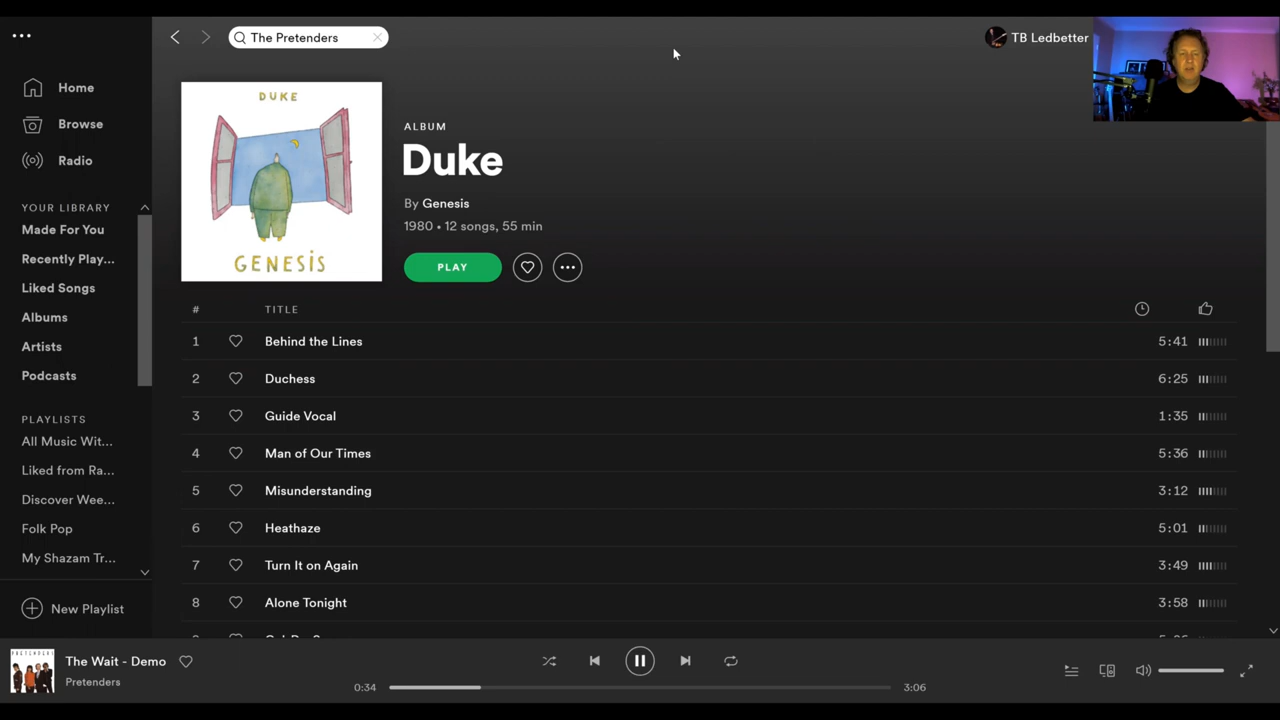 The Pretenders
TB Ledbetter
Home
Browse
Radio
YOUR LIBRARY
Made For You
Recently Play...
Liked Songs
Albums
Artists
Podcasts
PLAYLISTS
All Music Wit...
Liked from Ra...
Discover Wee...
Folk Pop
My Shazam Tr...
New Playlist
DUKE
GENESIS
ALBUM
Duke
By Genesis
1980 • 12 songs, 55 min
PLAY
# TITLE
1 Behind the Lines 5:41
2 Duchess 6:25
3 Guide Vocal 1:35
4 Man of Our Times 5:36
5 Misunderstanding 3:12
6 Heathaze 5:01
7 Turn It on Again 3:49
8 Alone Tonight 3:58
PRETENDERS
The Wait - Demo
Pretenders
0:34
3:06